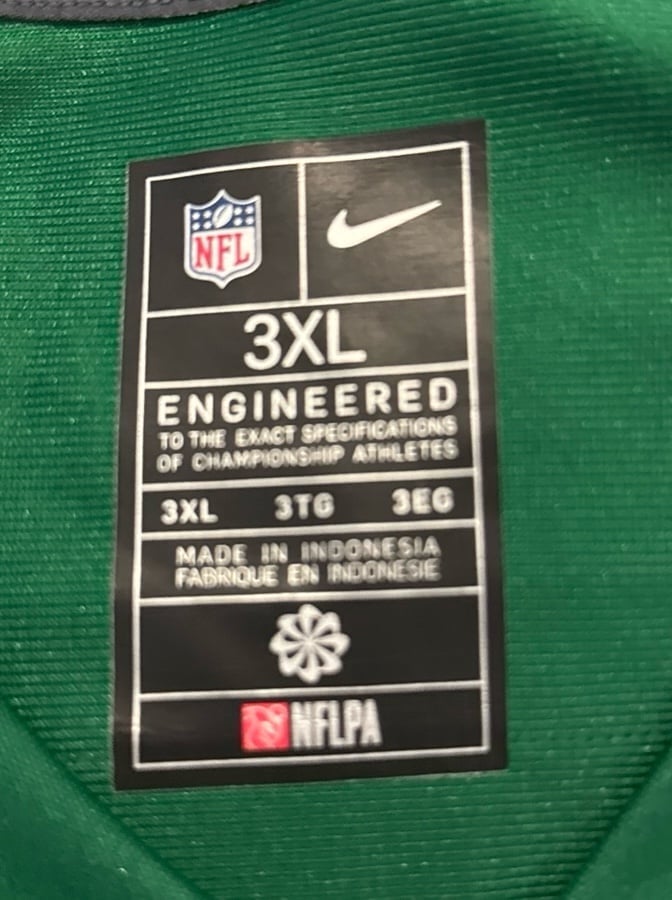 NFL
3XL
ENGINEERED
TO THE EXACT SPECIFICATIONS
OF CHAMPIONSHIP ATHLETES
3XL 3TG 3EG
MADE IN INDONESIA
FABRIQUE EN INDONESIE
NFLPA